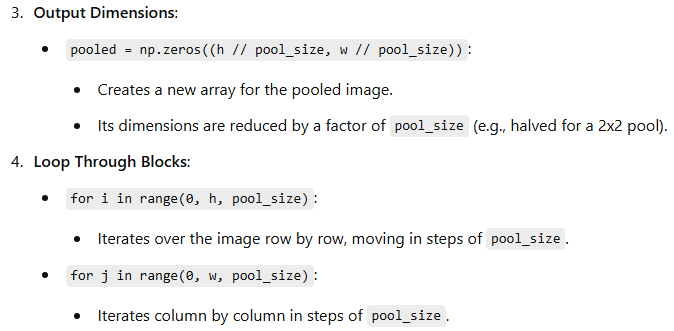 3. Output Dimensions:
• pooled = np.zeros((h // pool_size, w // pool_size)):
• Creates a new array for the pooled image.
• Its dimensions are reduced by a factor of pool_size (e.g., halved for a 2x2 pool).
4. Loop Through Blocks:
• for i in range(0, h, pool_size):
• Iterates over the image row by row, moving in steps of pool_size.
• for j in range(0, w, pool_size):
• Iterates column by column in steps of pool_size.